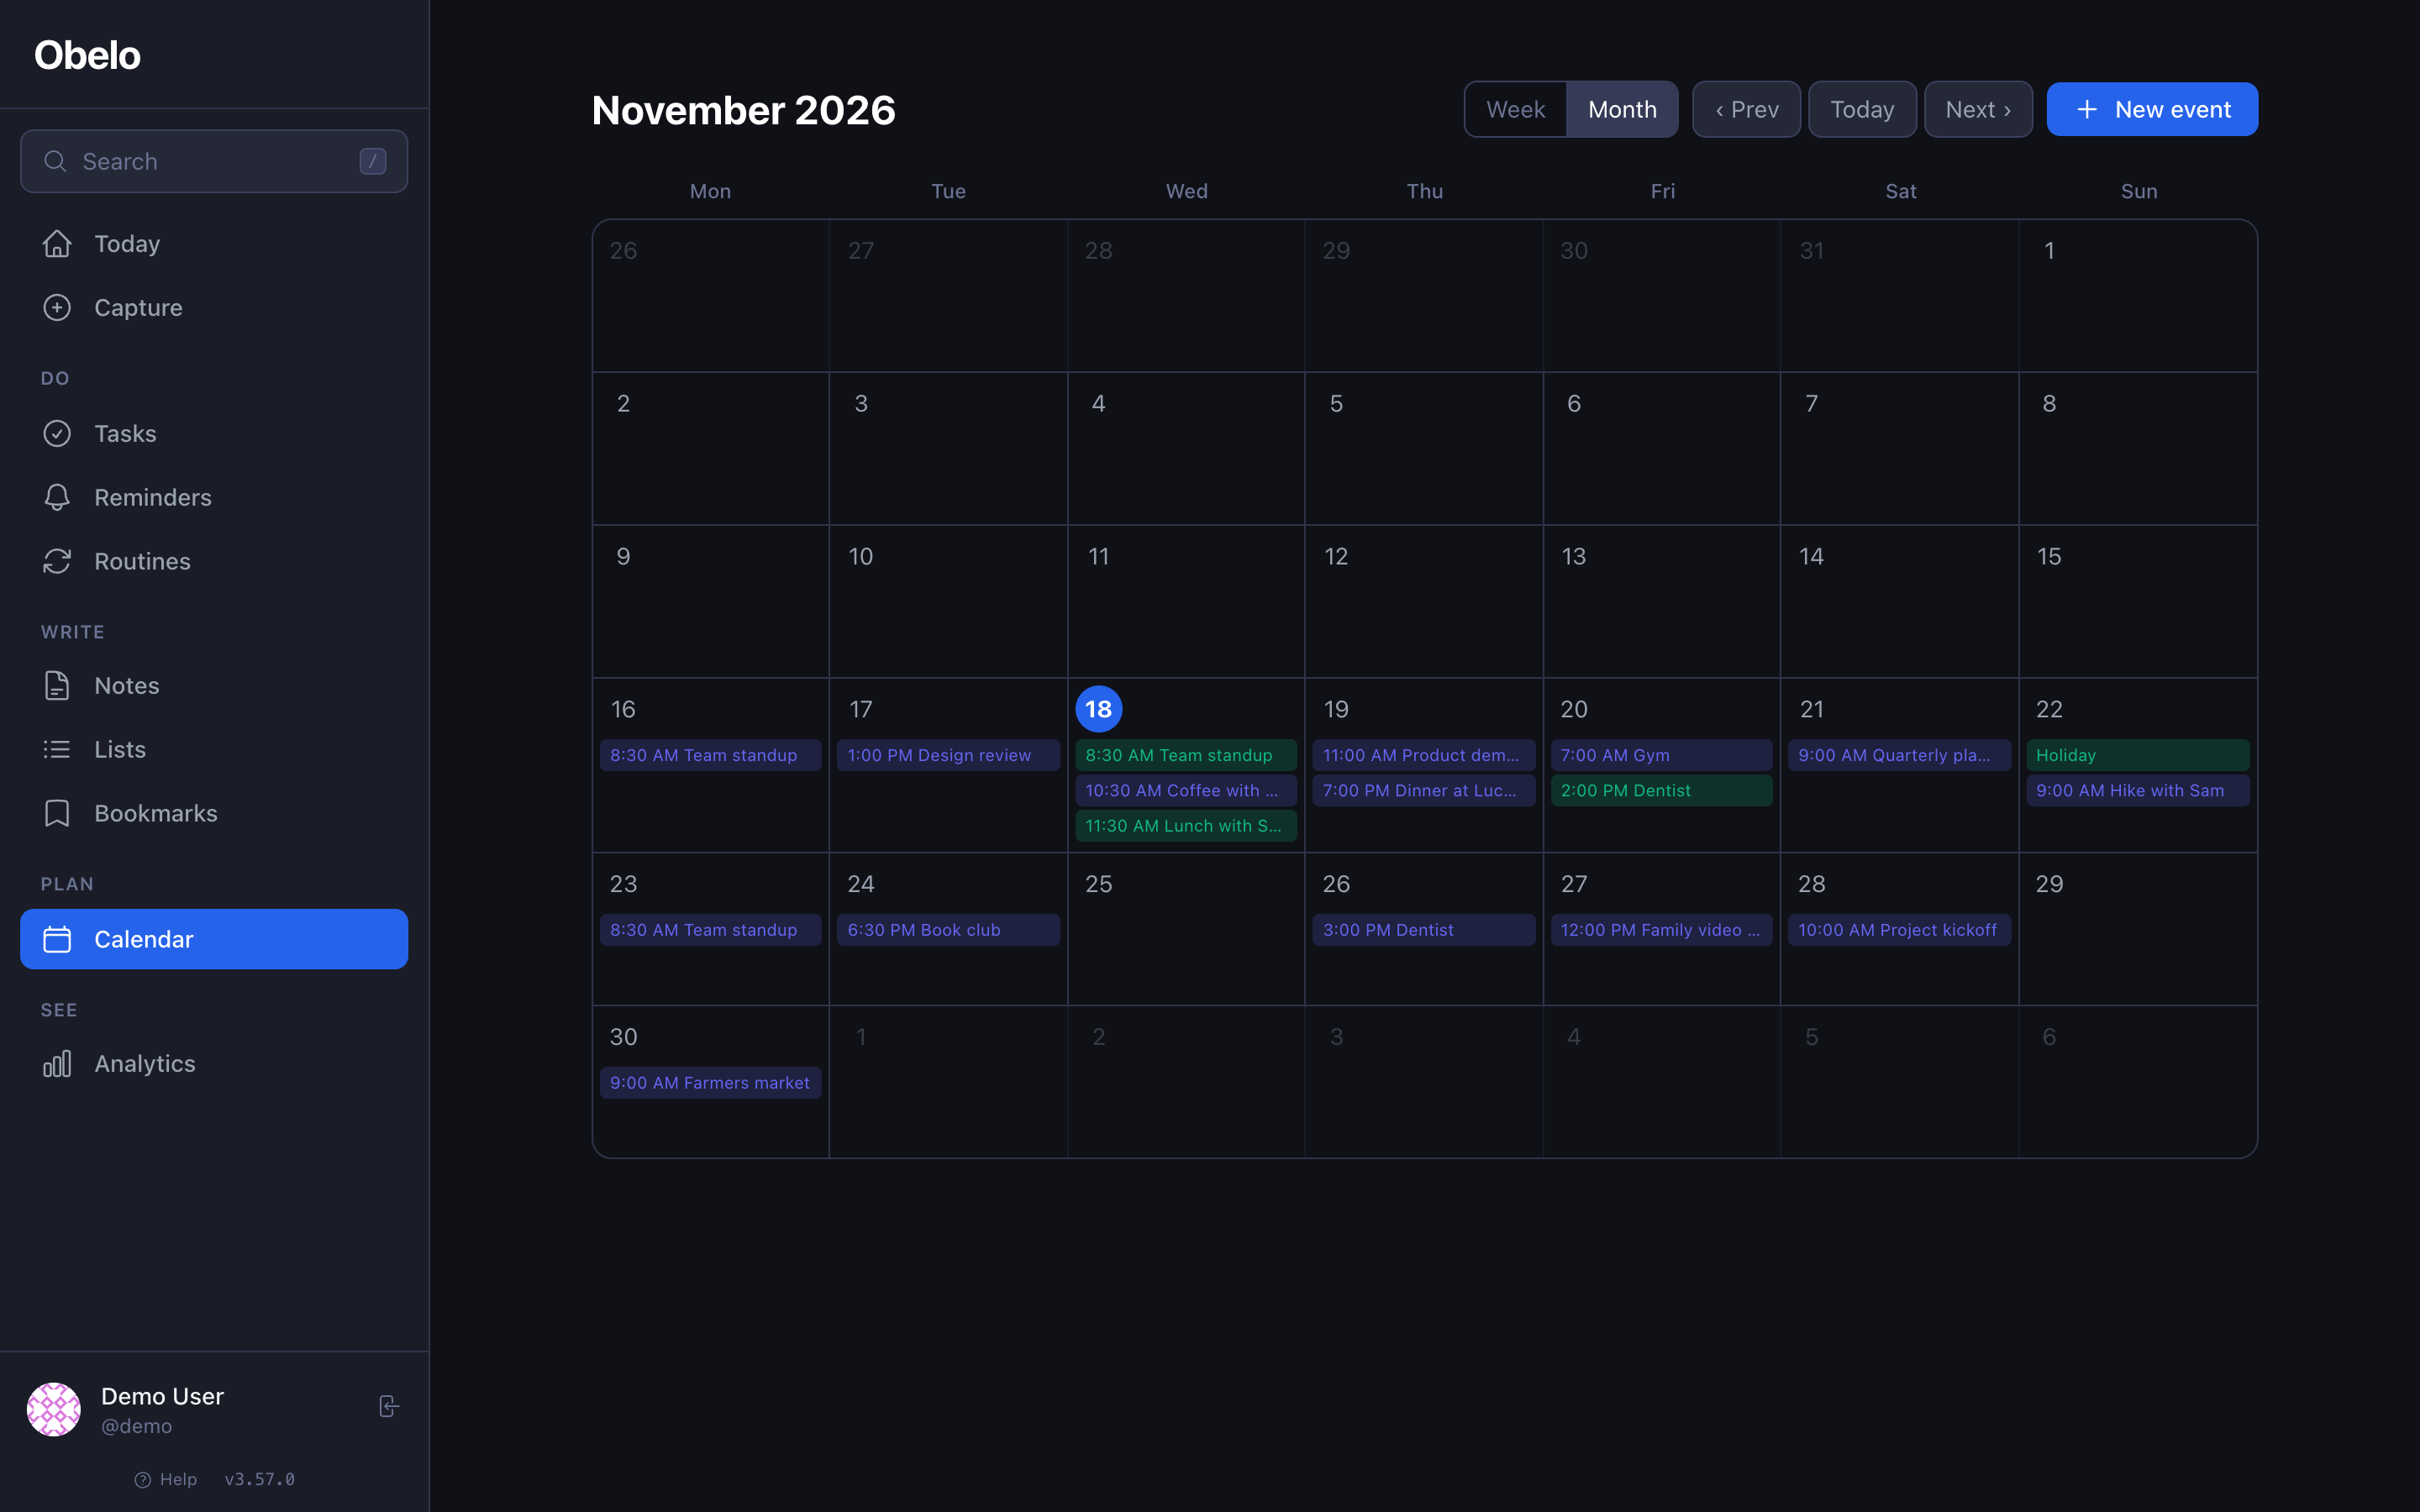 Obelo
Search /
Today
Capture
DO
Tasks
Reminders
Routines
WRITE
Notes
Lists
Bookmarks
PLAN
Calendar
SEE
Analytics
Demo User
@demo
Help v3.57.0
November 2026
Week Month ‹ Prev Today Next › + New event
Mon Tue Wed Thu Fri Sat Sun
26 27 28 29 30 31 1
2 3 4 5 6 7 8
9 10 11 12 13 14 15
16 17 18 19 20 21 22
8:30 AM Team standup 1:00 PM Design review 8:30 AM Team standup 11:00 AM Product dem... 7:00 AM Gym 9:00 AM Quarterly pla... Holiday
10:30 AM Coffee with ... 7:00 PM Dinner at Luc... 2:00 PM Dentist 9:00 AM Hike with Sam
11:30 AM Lunch with S...
23 24 25 26 27 28 29
8:30 AM Team standup 6:30 PM Book club 3:00 PM Dentist 12:00 PM Family video ... 10:00 AM Project kickoff
30 1 2 3 4 5 6
9:00 AM Farmers market